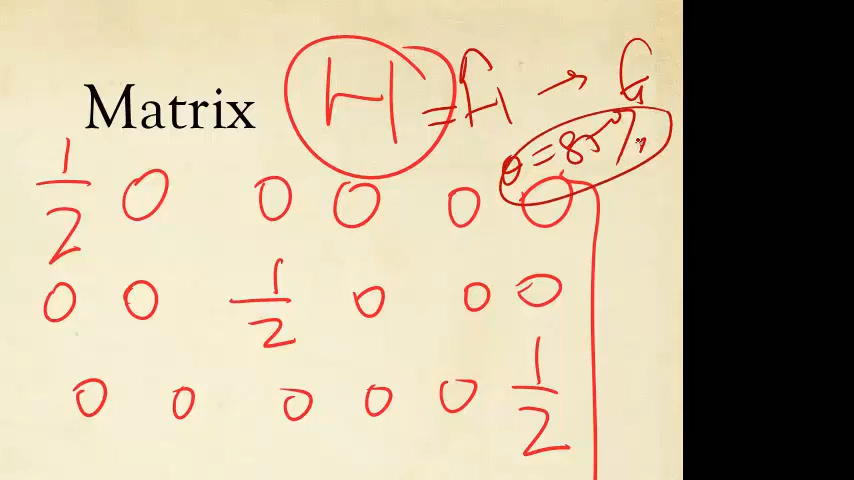 Matrix H = H → G
θ = 85%
1/2 0 0 0 0 0
0 0 1/2 0 0 0
0 0 0 0 0 1/2